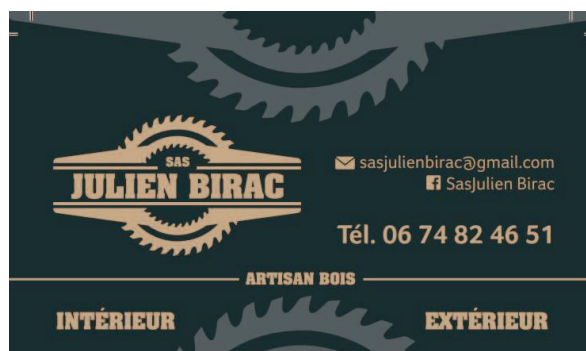 SAS
JULIEN BIRAC
sasjulienbirac@gmail.com
SasJulien Birac
Tél. 06 74 82 46 51
ARTISAN BOIS
INTÉRIEUR
EXTÉRIEUR